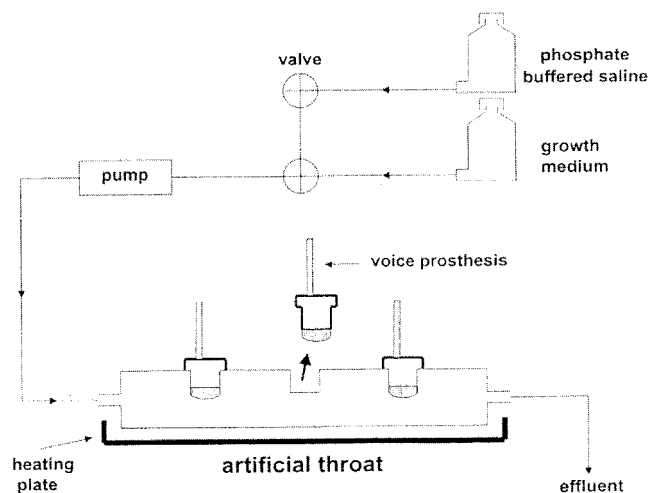 valve
phosphate
buffered saline
growth
medium
pump
voice prosthesis
heating
plate
artificial throat
effluent